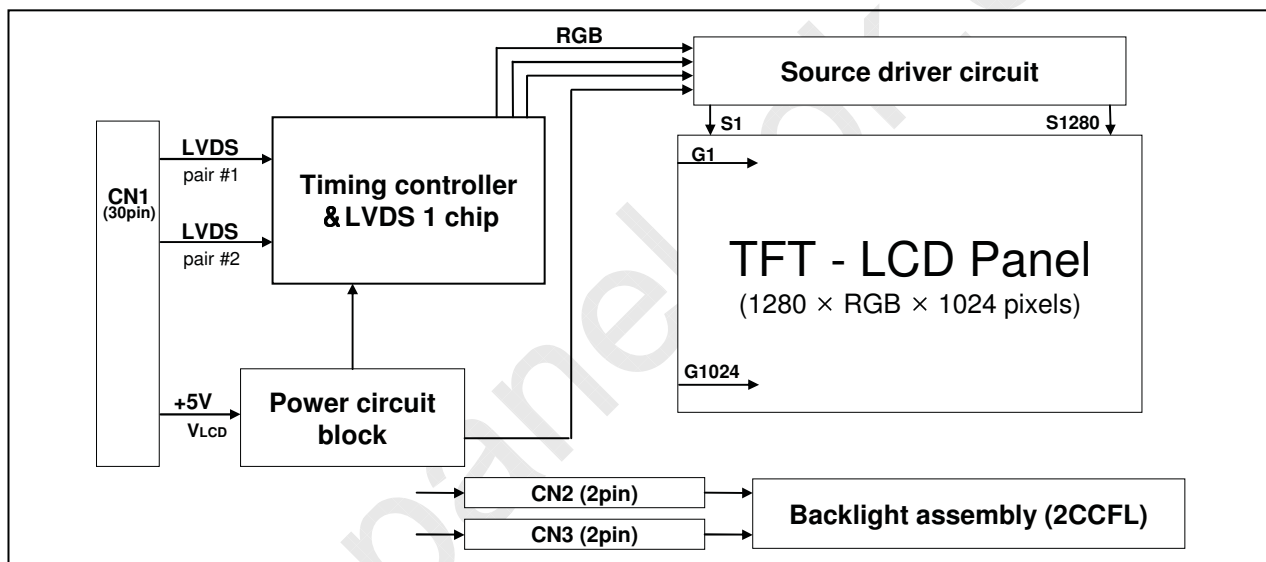 RGB
Source driver circuit
S1
S1280
CN1
(30pin)
LVDS
pair #1
LVDS
pair #2
Timing controller
&LVDS 1 chip
G1
TFT - LCD Panel
(1280 × RGB × 1024 pixels)
G1024
+5V
VLCD
Power circuit
block
CN2 (2pin)
CN3 (2pin)
Backlight assembly (2CCFL)
panel